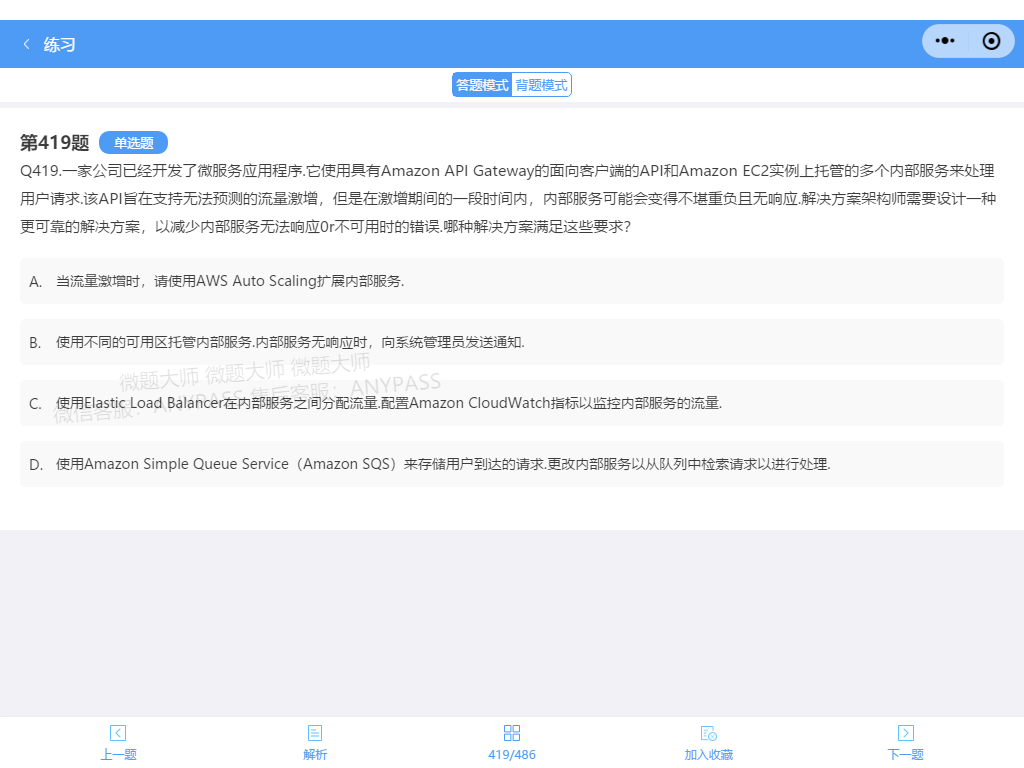 练习
答题模式 背题模式
第419题 单选题
Q419.一家公司已经开发了微服务应用程序.它使用具有Amazon API Gateway的面向客户端的API和Amazon EC2实例上托管的多个内部服务来处理
用户请求.该API旨在支持无法预测的流量激增，但是在激增期间的一段时间内，内部服务可能会变得不堪重负且无响应.解决方案架构师需要设计一种
更可靠的解决方案，以减少内部服务无法响应0r不可用时的错误.哪种解决方案满足这些要求？
A. 当流量激增时，请使用AWS Auto Scaling扩展内部服务.
B. 使用不同的可用区托管内部服务.内部服务无响应时，向系统管理员发送通知.
微题大师 微题大师 微题大师
微信客服：ANYPASS 售后客服：ANYPASS
C. 使用Elastic Load Balancer在内部服务之间分配流量.配置Amazon CloudWatch指标以监控内部服务的流量.
D. 使用Amazon Simple Queue Service（Amazon SQS）来存储用户到达的请求.更改内部服务以从队列中检索请求以进行处理.
上一题 解析 419/486 加入收藏 下一题